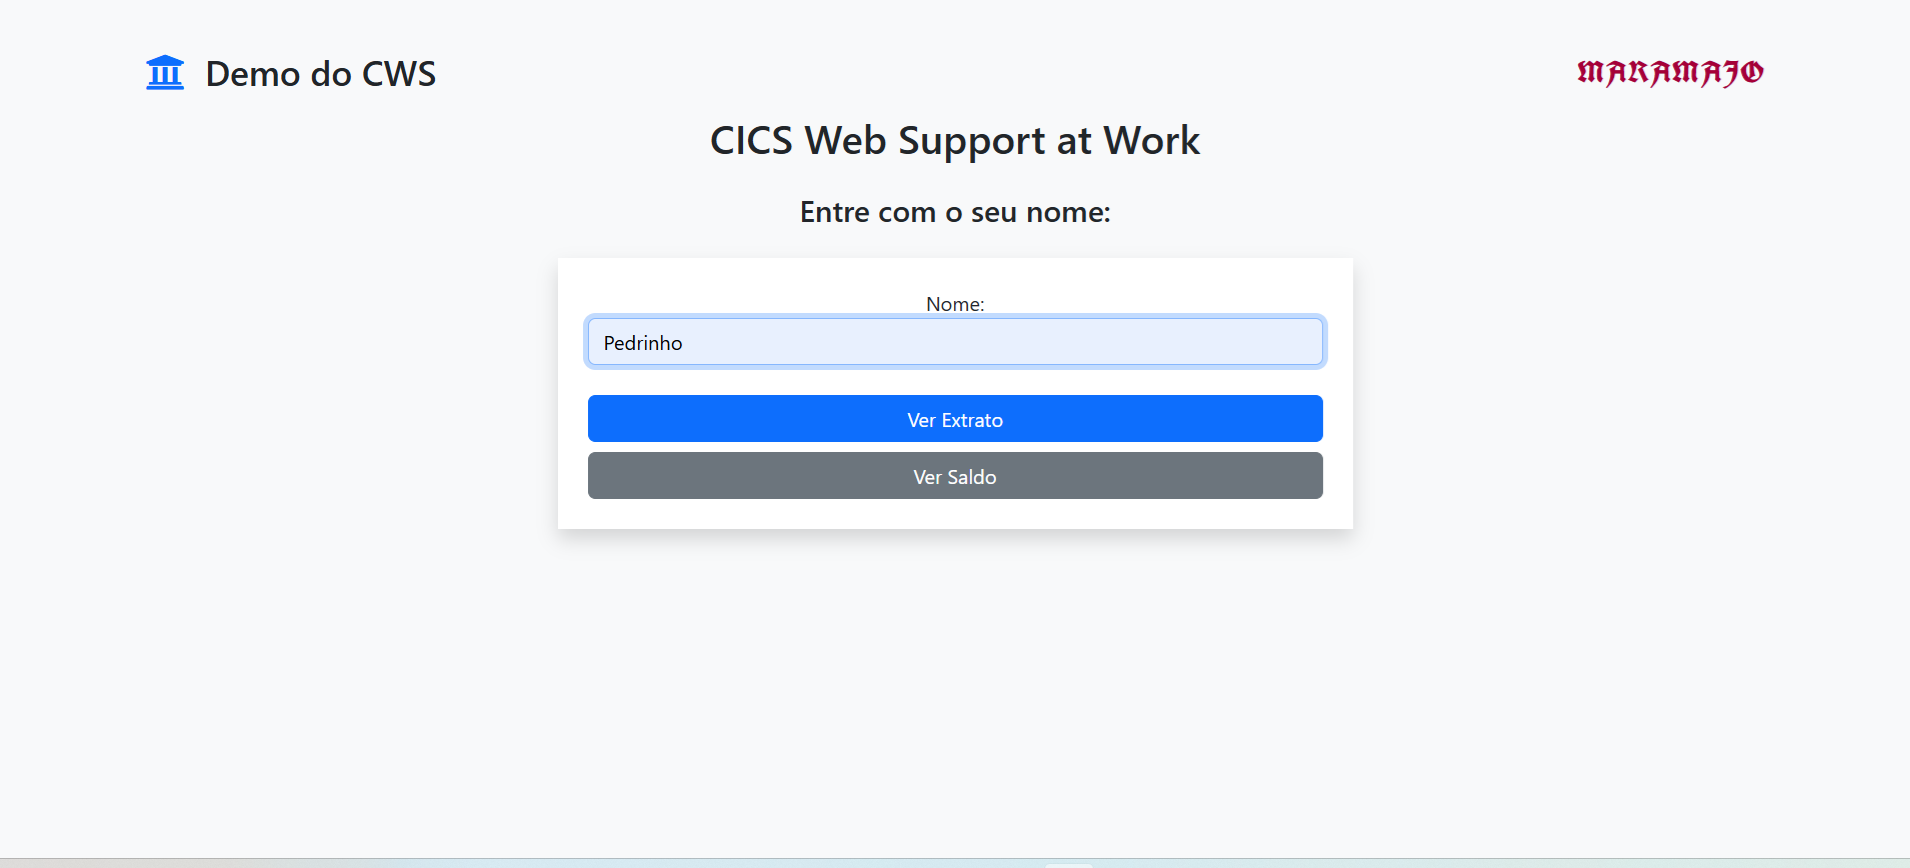 Demo do CWS
MARAMAJO
CICS Web Support at Work
Entre com o seu nome:
Nome:
Pedrinho
Ver Extrato
Ver Saldo